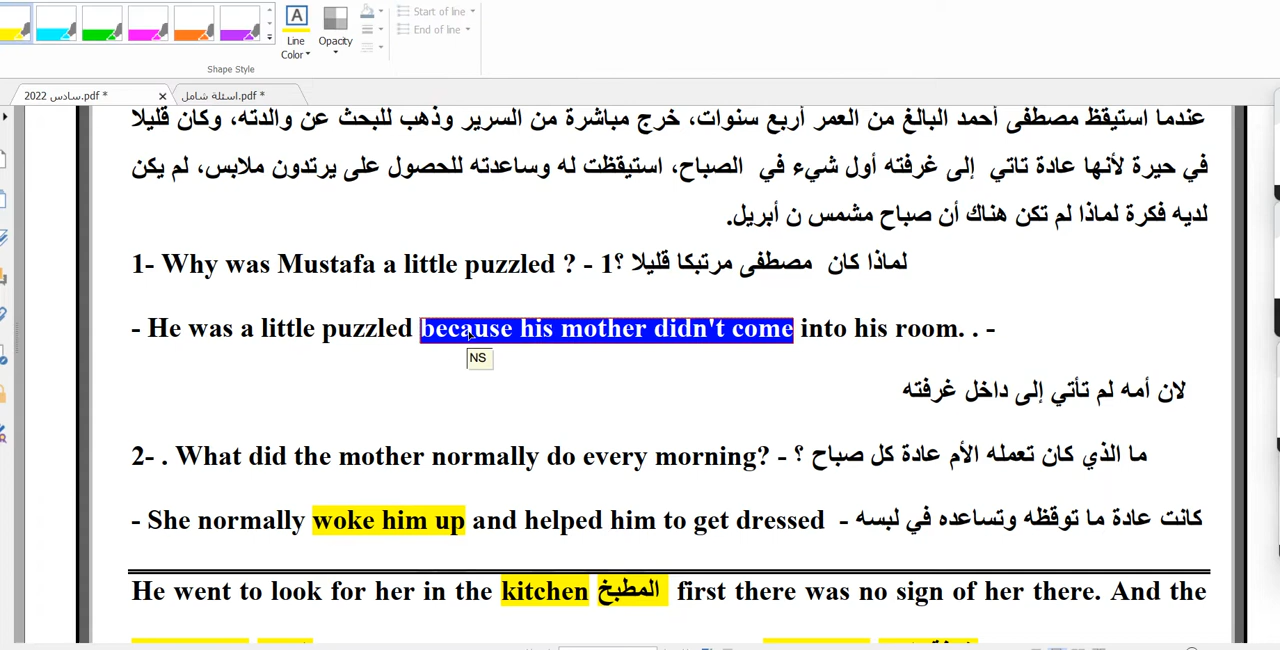 Start of line
End of line
Line Color
Opacity
Shape Style
سادس 2022.pdf *
اسئلة شامل.pdf *
عندما استيقظ مصطفى أحمد البالغ من العمر أربع سنوات، خرج مباشرة من السرير وذهب للبحث عن والدته، وكان قليلا
في حيرة لأنها عادة تاتي إلى غرفته أول شيء في الصباح، استيقظت له وساعدته للحصول على يرتدون ملابس، لم يكن
لديه فكرة لماذا لم تكن هناك أن صباح مشمس ن أبريل.
1- Why was Mustafa a little puzzled ? - 1لماذا كان مصطفى مرتبكا قليلا ؟
- He was a little puzzled because his mother didn't come into his room. . -
NS
لان أمه لم تأتي إلى داخل غرفته
2- . What did the mother normally do every morning? - ما الذي كان تعمله الأم عادة كل صباح ؟
- She normally woke him up and helped him to get dressed - كانت عادة ما توقظه وتساعده في لبسه
He went to look for her in the kitchen المطبخ first there was no sign of her there. And the